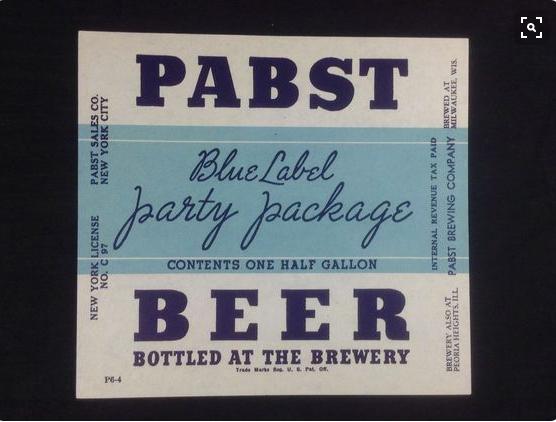 PABST
Blue Label
party package
CONTENTS ONE HALF GALLON
BEER
BOTTLED AT THE BREWERY
Trade Marks Reg. U. S. Pat. Off.
P6-4
PABST SALES CO.
NEW YORK CITY
NEW YORK LICENSE
NO. C 97
BREWED AT
MILWAUKEE, WIS.
INTERNAL REVENUE TAX PAID
PABST BREWING COMPANY
BREWERY ALSO AT
PEORIA HEIGHTS, ILL.